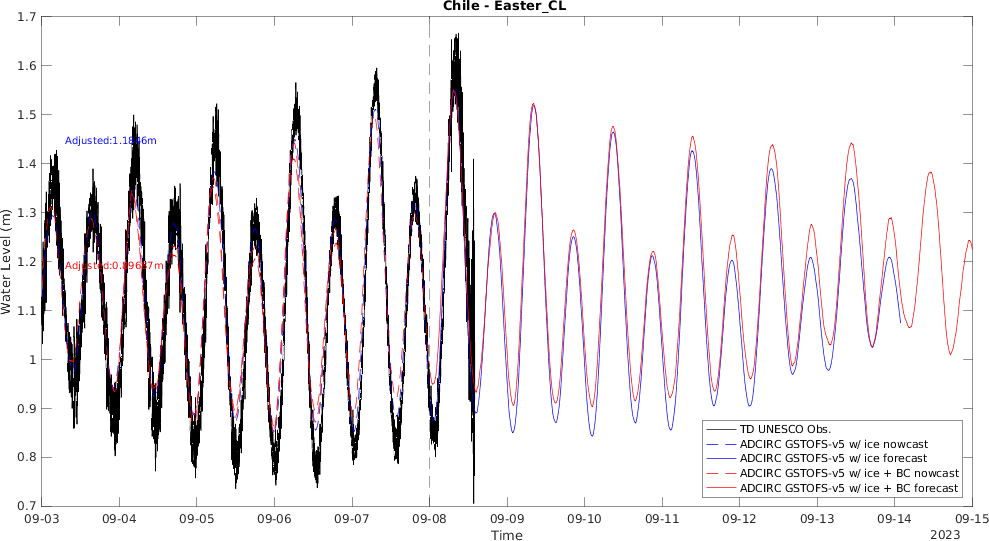 Chile - Easter_CL
1.7
1.6
1.5
1.4
1.3
1.2
1.1
1
0.9
0.8
0.7
Water Level (m)
TD UNESCO Obs.
ADCIRC GSTOFS-v5 w/ ice nowcast
ADCIRC GSTOFS-v5 w/ ice forecast
ADCIRC GSTOFS-v5 w/ ice + BC nowcast
ADCIRC GSTOFS-v5 w/ ice + BC forecast
09-03 09-04 09-05 09-06 09-07 09-08 09-09 09-10 09-11 09-12 09-13 09-14 09-15
Time
2023